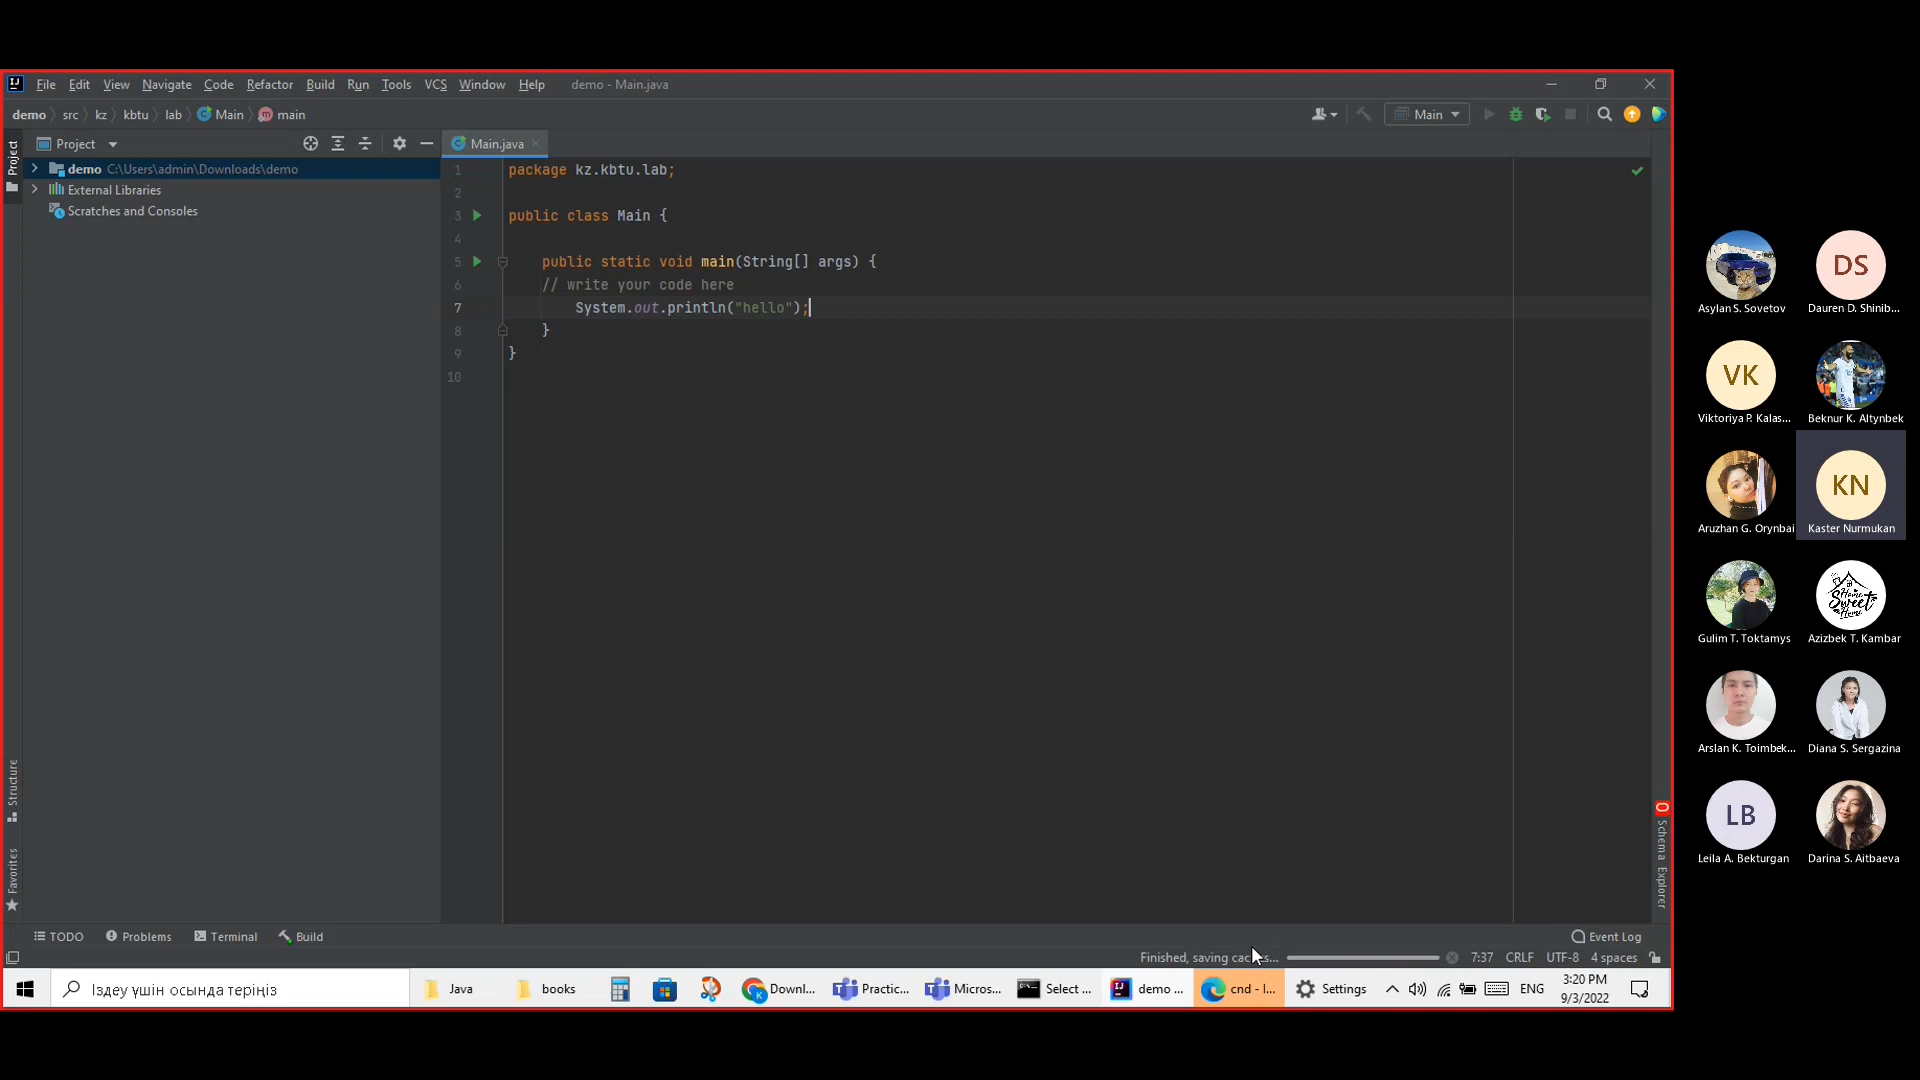 File Edit View Navigate Code Refactor Build Run Tools VCS Window Help demo - Main.java
demo src kz kbtu lab Main main
Main
Project
Project
Main.java
demo C:\Users\admin\Downloads\demo
External Libraries
Scratches and Consoles
1 package kz.kbtu.lab;
2
3 public class Main {
4
5 public static void main(String[] args) {
6 // write your code here
7 System.out.println("hello");
8 }
9 }
10
Structure
Favorites
Schema Explorer
TODO Problems Terminal Build Event Log
Finished, saving 7:37 CRLF UTF-8 4 spaces
Іздеу үшін осында теріңіз
Java books Downl... Practic... Micros... Select ... demo ... cnd - I... Settings ENG
3:20 PM
9/3/2022
Asylan S. Sovetov
DS
Dauren D. Shinib...
VK
Viktoriya P. Kalas...
Beknur K. Altynbek
Aruzhan G. Orynbai
KN
Kaster Nurmukan
Gulim T. Toktamys
Home Sweet Home
Azizbek T. Kambar
Arslan K. Toimbek...
Diana S. Sergazina
LB
Leila A. Bekturgan
Darina S. Aitbaeva